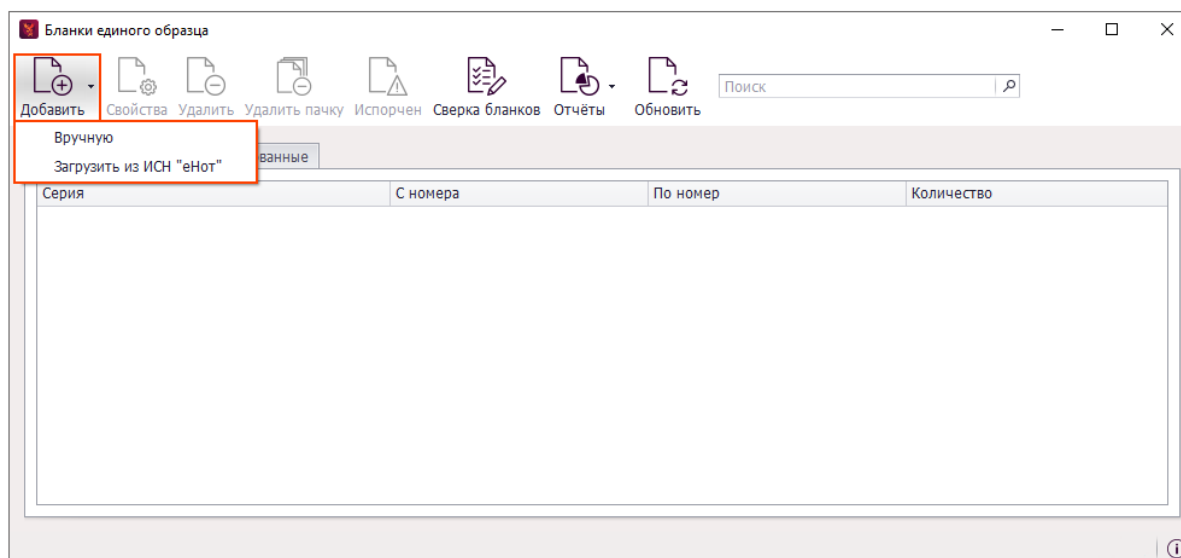 Бланки единого образца
Добавить Свойства Удалить Удалить пачку Испорчен Сверка бланков Отчёты Обновить Поиск
Вручную
Загрузить из ИСН "еНот"
ванные
Серия С номера По номер Количество